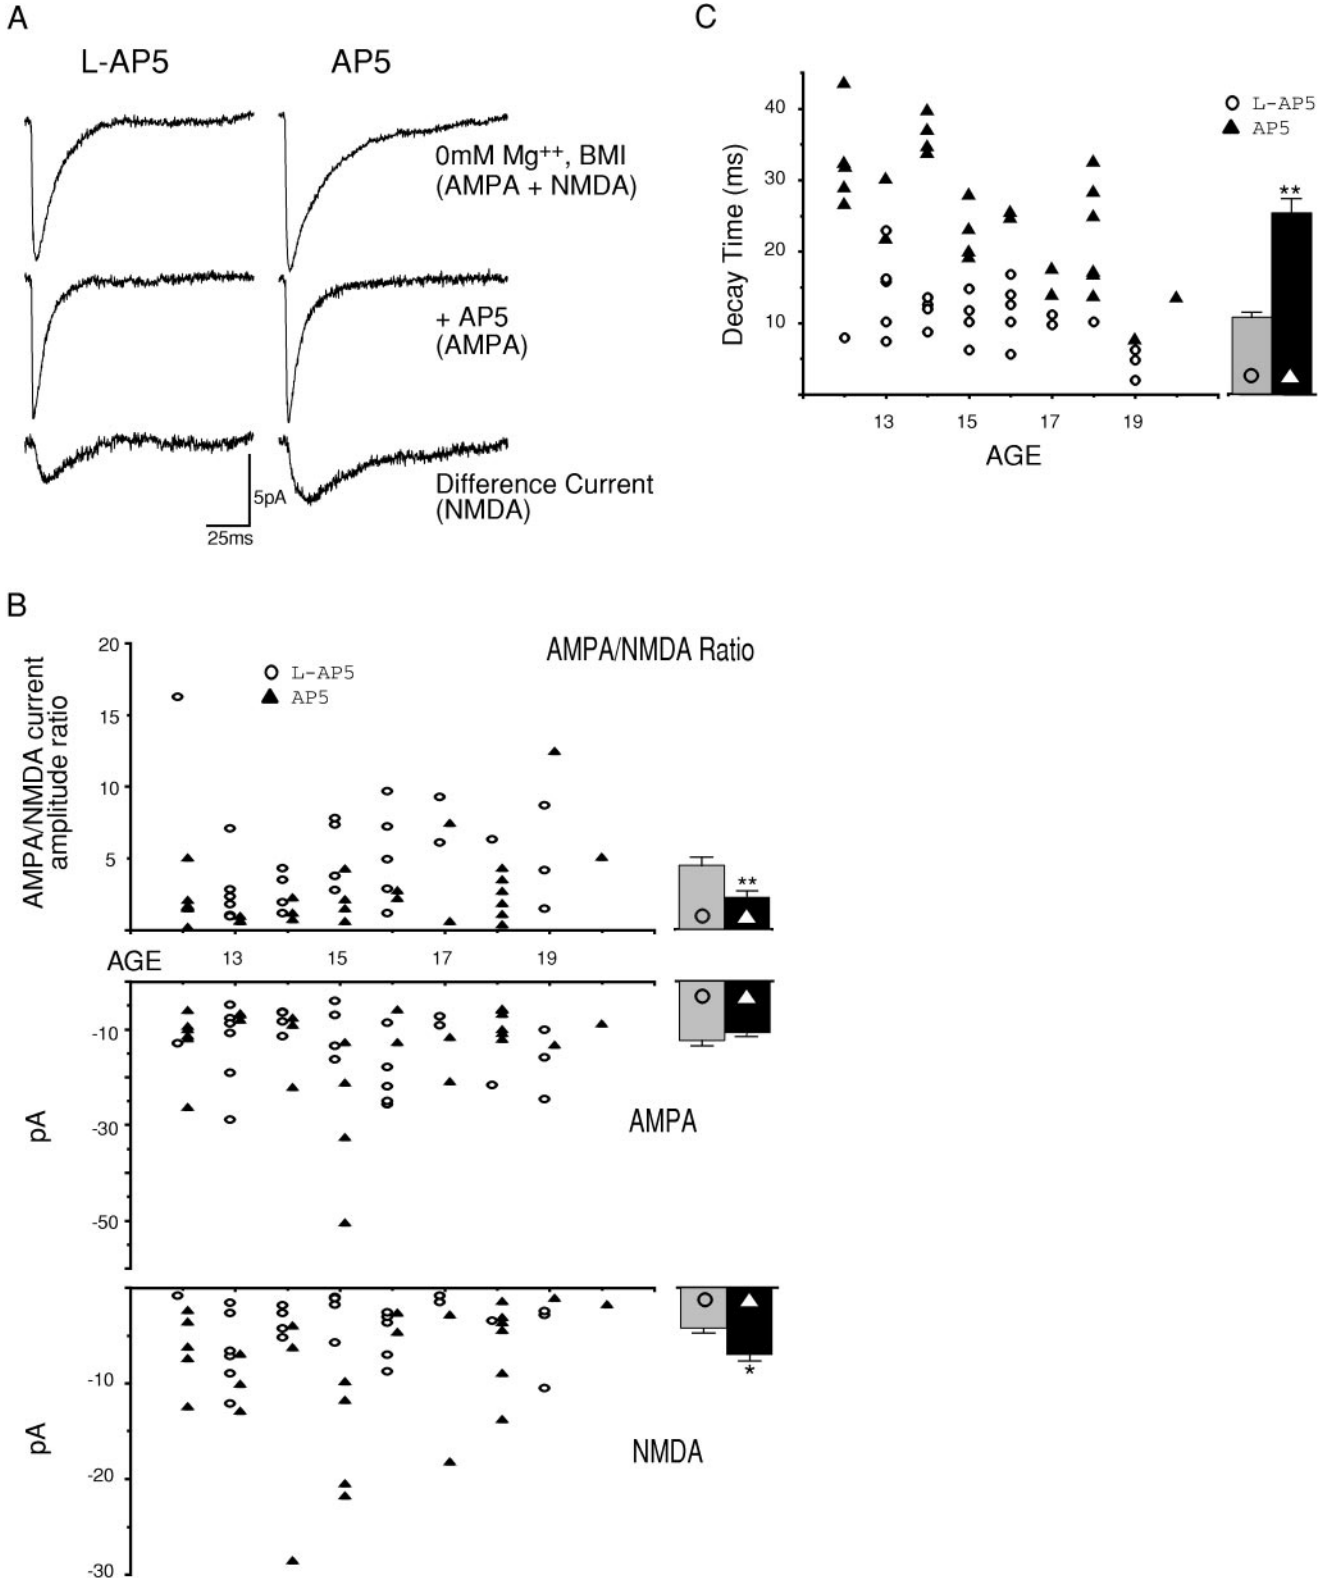 A
L-AP5
AP5
0mM Mg++, BMI
(AMPA + NMDA)
+ AP5
(AMPA)
Difference Current
(NMDA)
5pA
25ms
C
Decay Time (ms)
40
30
20
10
L-AP5
AP5
**
13 15 17 19
AGE
B
AMPA/NMDA current
amplitude ratio
20
15
10
5
L-AP5
AP5
AMPA/NMDA Ratio
**
AGE 13 15 17 19
pA
-10
-30
-50
AMPA
pA
-10
-20
-30
NMDA
*